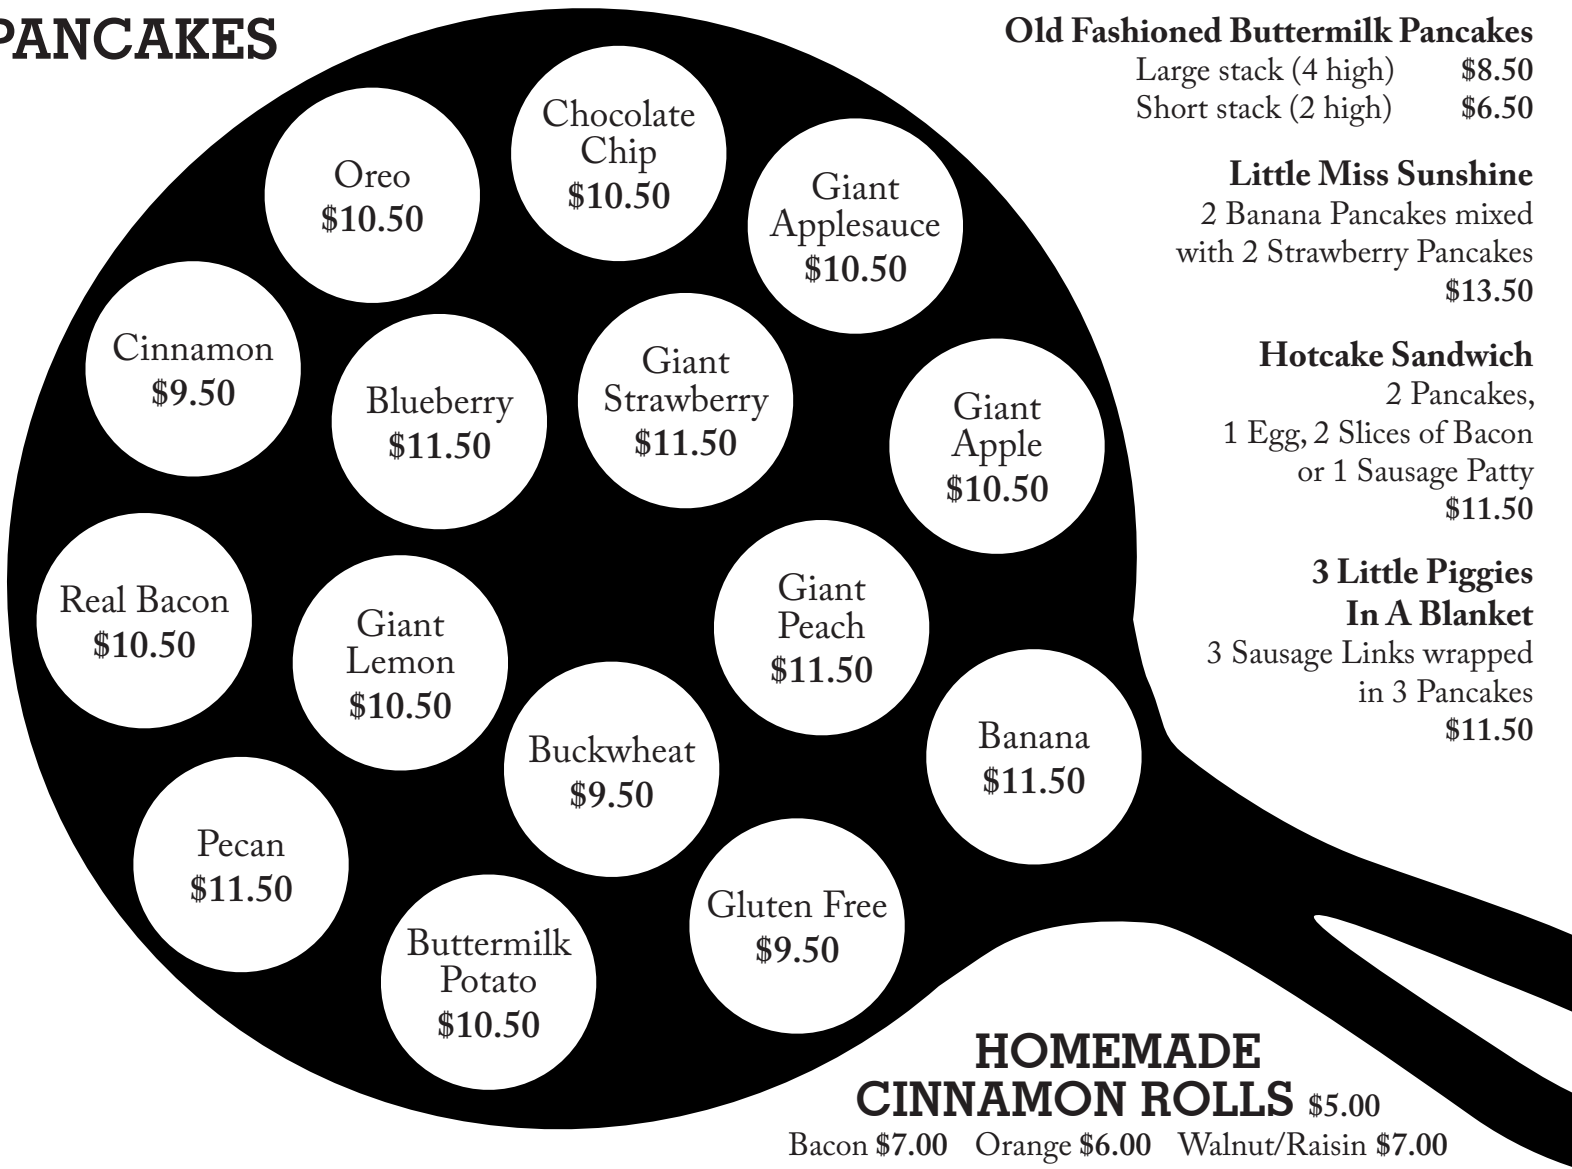 PANCAKES
Oreo
$10.50
Chocolate
Chip
$10.50
Giant
Applesauce
$10.50
Cinnamon
$9.50
Blueberry
$11.50
Giant
Strawberry
$11.50
Giant
Apple
$10.50
Real Bacon
$10.50
Giant
Lemon
$10.50
Giant
Peach
$11.50
Buckwheat
$9.50
Banana
$11.50
Pecan
$11.50
Buttermilk
Potato
$10.50
Gluten Free
$9.50
Old Fashioned Buttermilk Pancakes
Large stack (4 high) $8.50
Short stack (2 high) $6.50
Little Miss Sunshine
2 Banana Pancakes mixed
with 2 Strawberry Pancakes
$13.50
Hotcake Sandwich
2 Pancakes,
1 Egg, 2 Slices of Bacon
or 1 Sausage Patty
$11.50
3 Little Piggies
In A Blanket
3 Sausage Links wrapped
in 3 Pancakes
$11.50
HOMEMADE
CINNAMON ROLLS $5.00
Bacon $7.00 Orange $6.00 Walnut/Raisin $7.00